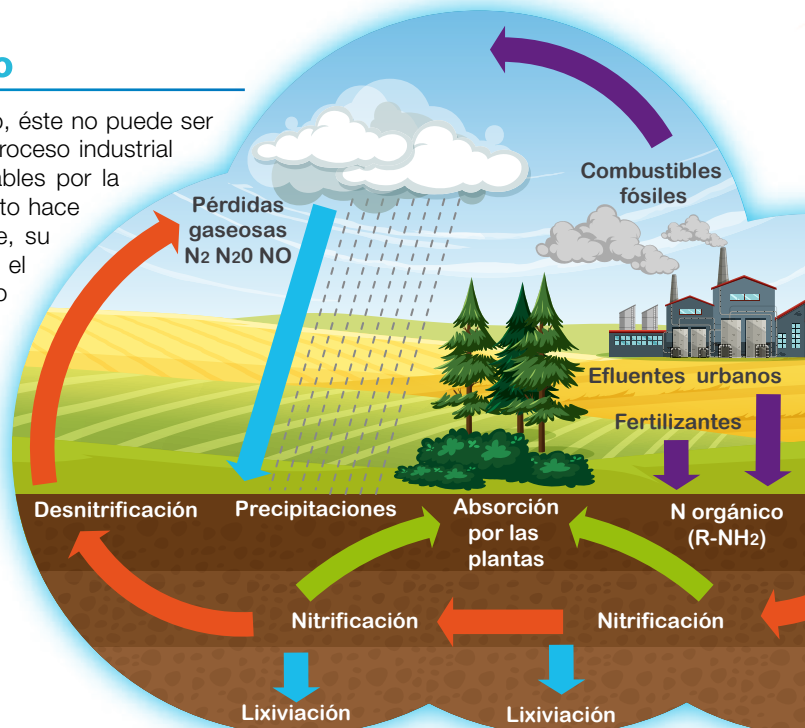 o
o, éste no puede ser
roceso industrial
ables por la
to hace
e, su
el
o
Combustibles
fósiles
Pérdidas
gaseosas
N2 N20 NO
Efluentes urbanos
Fertilizantes
Desnitrificación
Precipitaciones
Absorción
por las
plantas
N orgánico
(R-NH2)
Nitrificación
Nitrificación
Lixiviación
Lixiviación